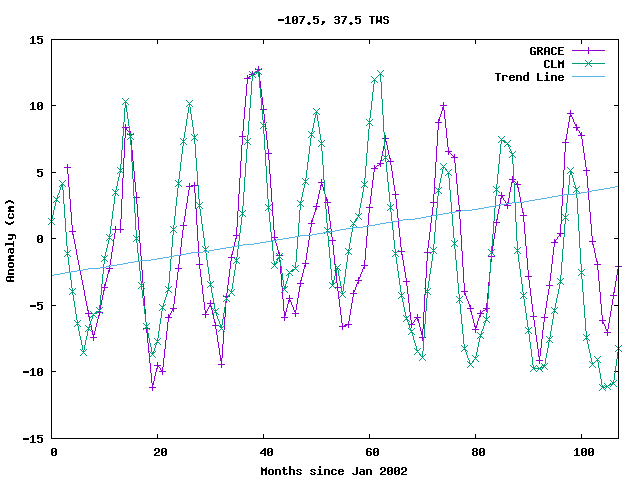 -107.5, 37.5 TWS
GRACE
CLM
Trend Line
15
10
5
0
-5
-10
-15
Anomaly (cm)
0 20 40 60 80 100
Months since Jan 2002